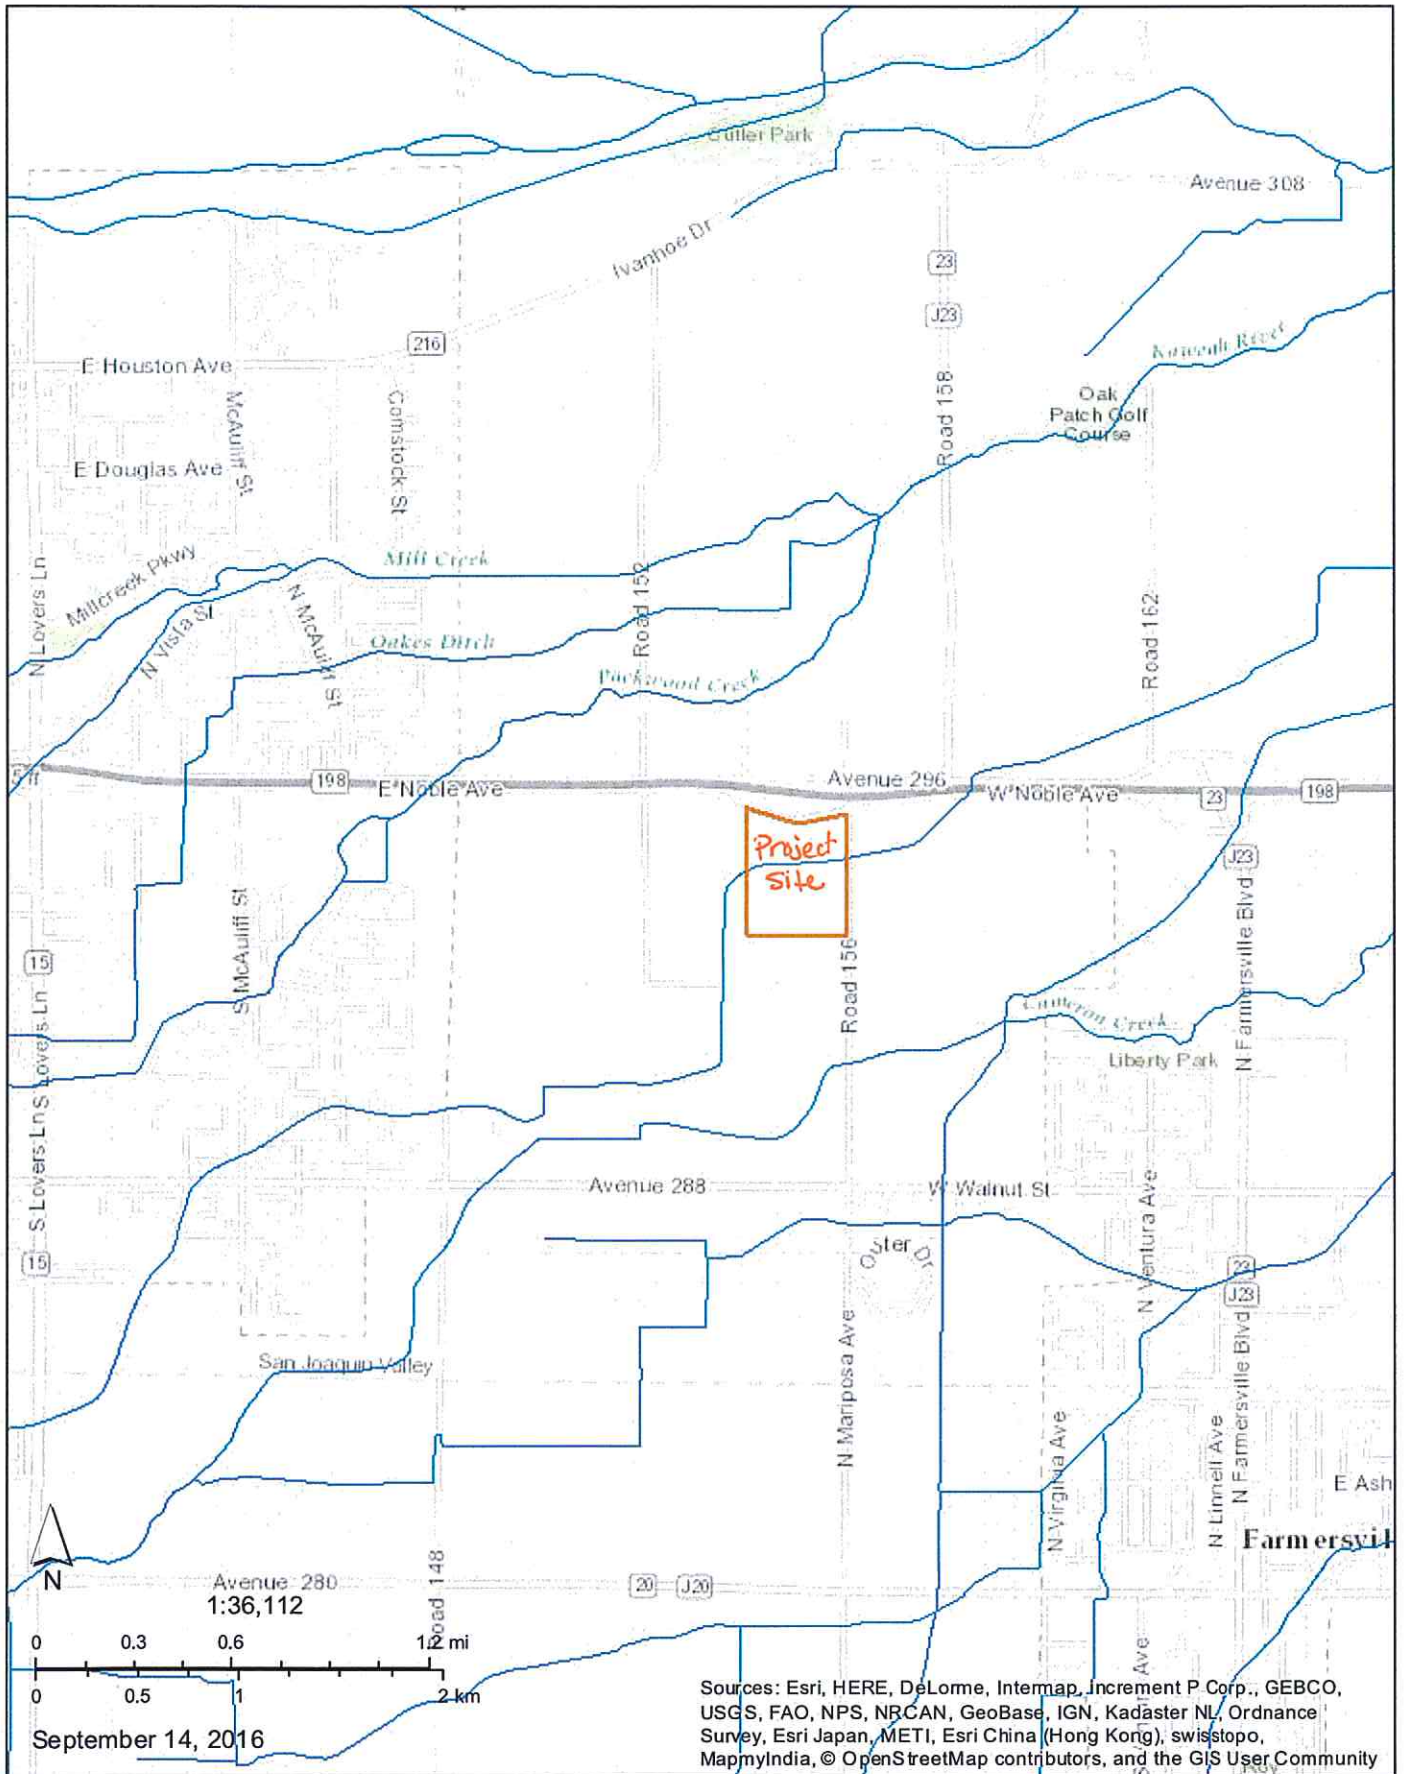 Cutler Park
Avenue 308
Ivanhoe Dr
23
J23
216
E Houston Ave
Kaweah River
McAuliff St
Comstock St
Road 158
Oak
Patch Golf
Course
E Douglas Ave
Mill Creek
Millcreek Pkwy
N Lovers Ln
N Vista St
N McAuliff St
Road 152
Road 162
Oakes Ditch
Packwood Creek
198
E Noble Ave
Avenue 296
W Noble Ave
23
198
Project
Site
J23
S McAuliff St
N Farmersville Blvd
15
Road 156
S Lovers Ln
Cameron Creek
Liberty Park
S Lovers Ln
Avenue 288
W Walnut St
N Ventura Ave
15
Ouster Dr
23
J23
San Joaquin Valley
N Mariposa Ave
N Virginia Ave
N Linnell Ave
N Farmersville Blvd
E Ash
Farmersvil
N
Avenue 280
1:36,112
Road 148
20
J20
0 0.3 0.6 1.2 mi
0 0.5 1 2 km
September 14, 2016
Sources: Esri, HERE, DeLorme, Intermap, increment P Corp., GEBCO,
USGS, FAO, NPS, NRCAN, GeoBase, IGN, Kadaster NL, Ordnance
Survey, Esri Japan, METI, Esri China (Hong Kong), swisstopo,
MapmyIndia, © OpenStreetMap contributors, and the GIS User Community